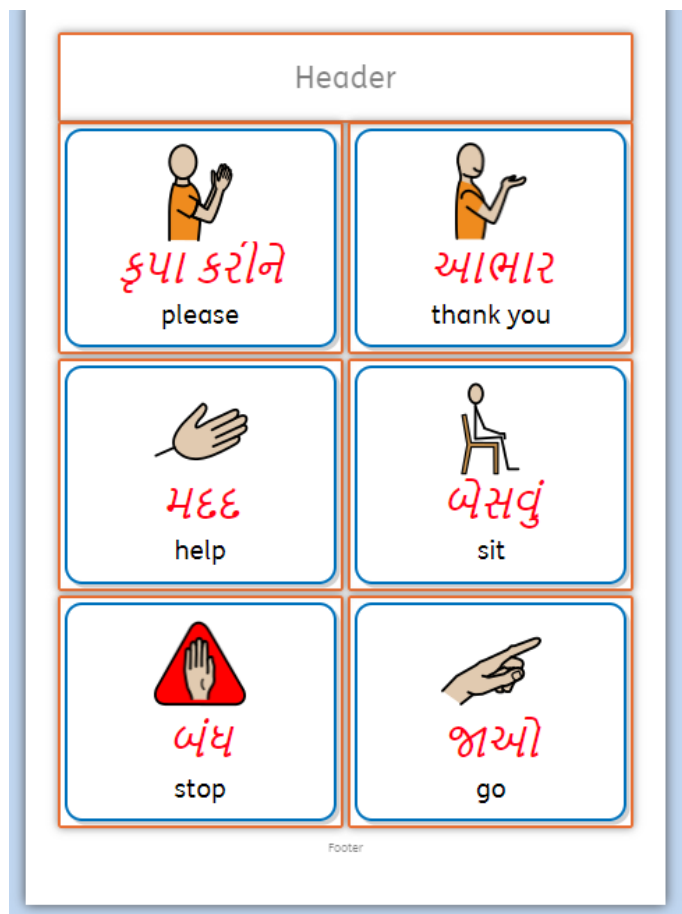 Header
કૃપા કરીને
please
આભાર
thank you
મદદ
help
બેસવું
sit
બંધ
stop
જાઓ
go
Footer